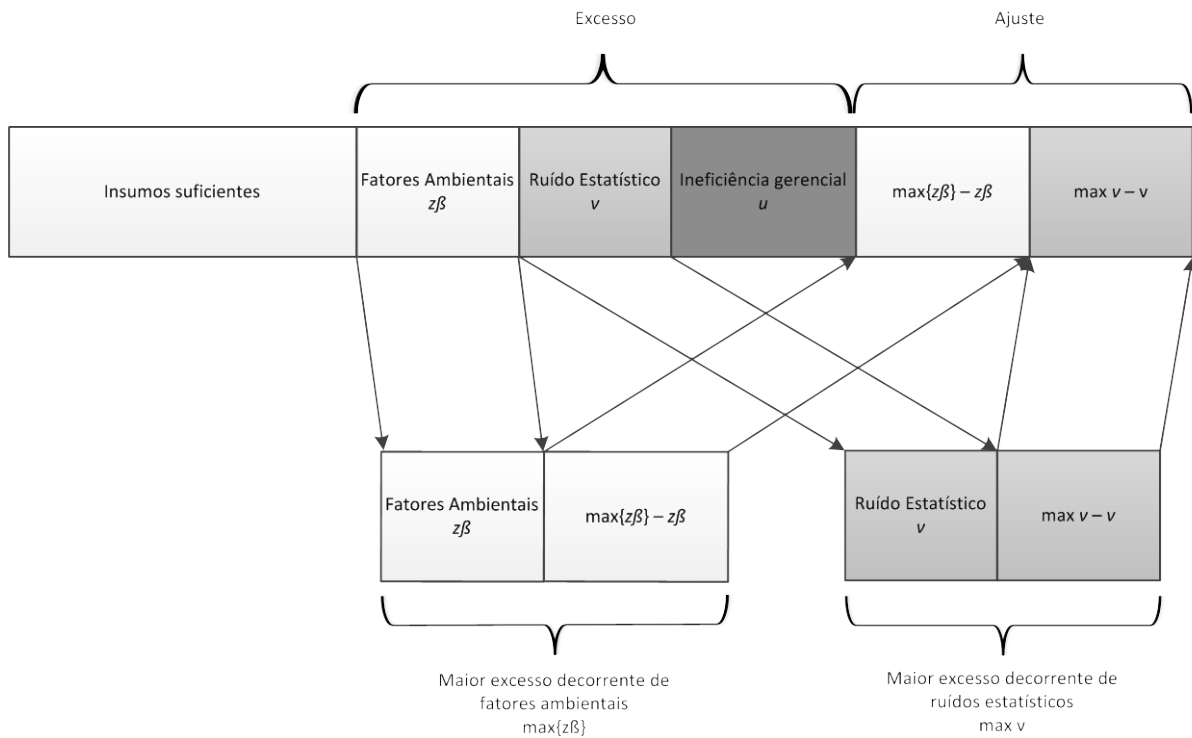 Excesso
Ajuste
Insumos suficientes
Fatores Ambientais
zß
Ruído Estatístico
v
Ineficiência gerencial
u
max{zß} – zß
max v – v
Fatores Ambientais
zß
max{zß} – zß
Ruído Estatístico
v
max v – v
Maior excesso decorrente de
fatores ambientais
max{zß}
Maior excesso decorrente de
ruídos estatísticos
max v